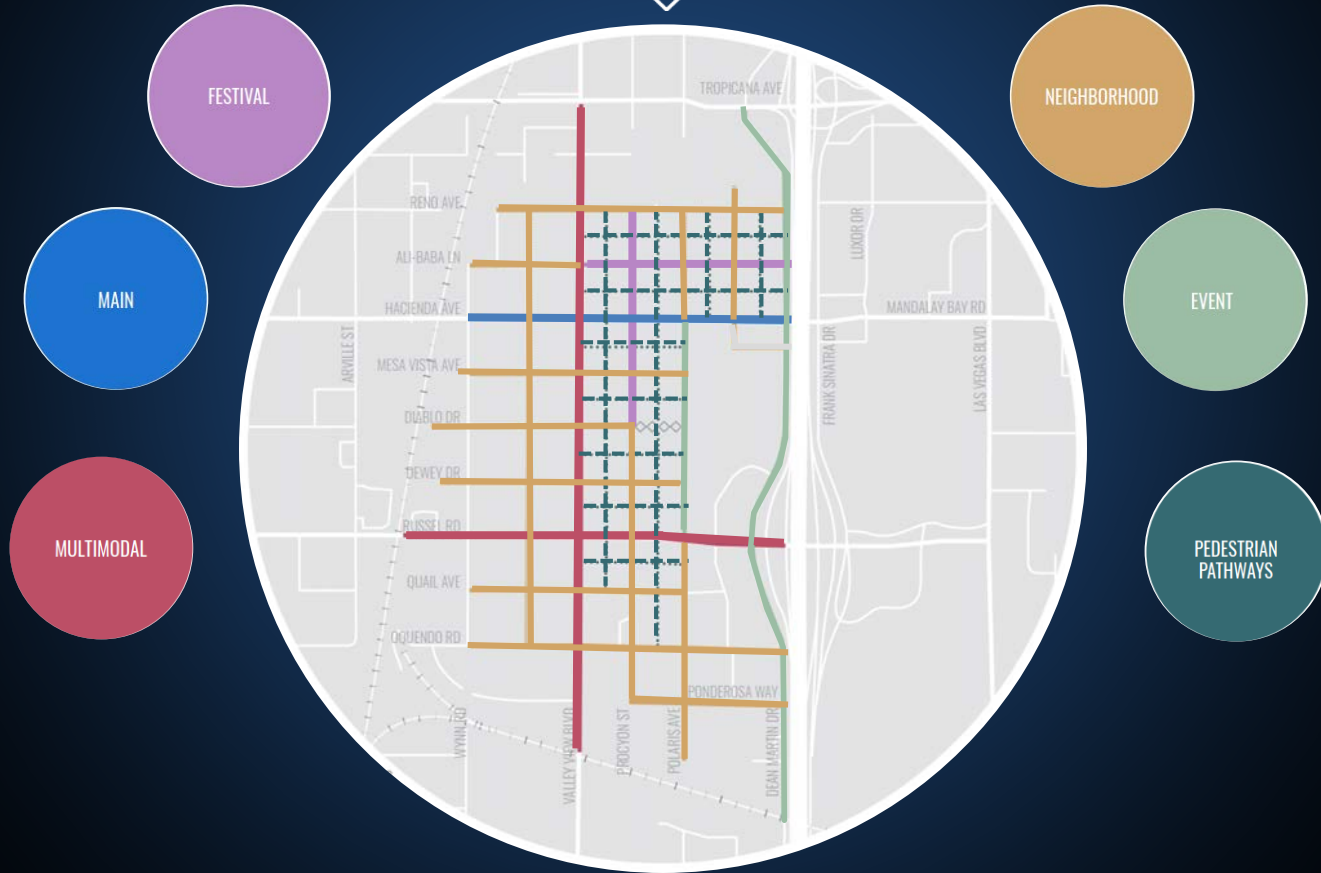 FESTIVAL
NEIGHBORHOOD
MAIN
EVENT
MULTIMODAL
PEDESTRIAN
PATHWAYS
TROPICANA AVE
RENO AVE
ALI-BABA LN
HACIENDA AVE
MESA VISTA AVE
DIABLO DR
DEWEY DR
RUSSEL RD
QUAIL AVE
OQUENDO RD
PONDEROSA WAY
MANDALAY BAY RD
ARVILLE ST
WYNN RD
VALLEY VIEW BLVD
PROCYON ST
POLARIS AVE
DEAN MARTIN DR
LUXOR DR
FRANK SINATRA DR
LAS VEGAS BLVD